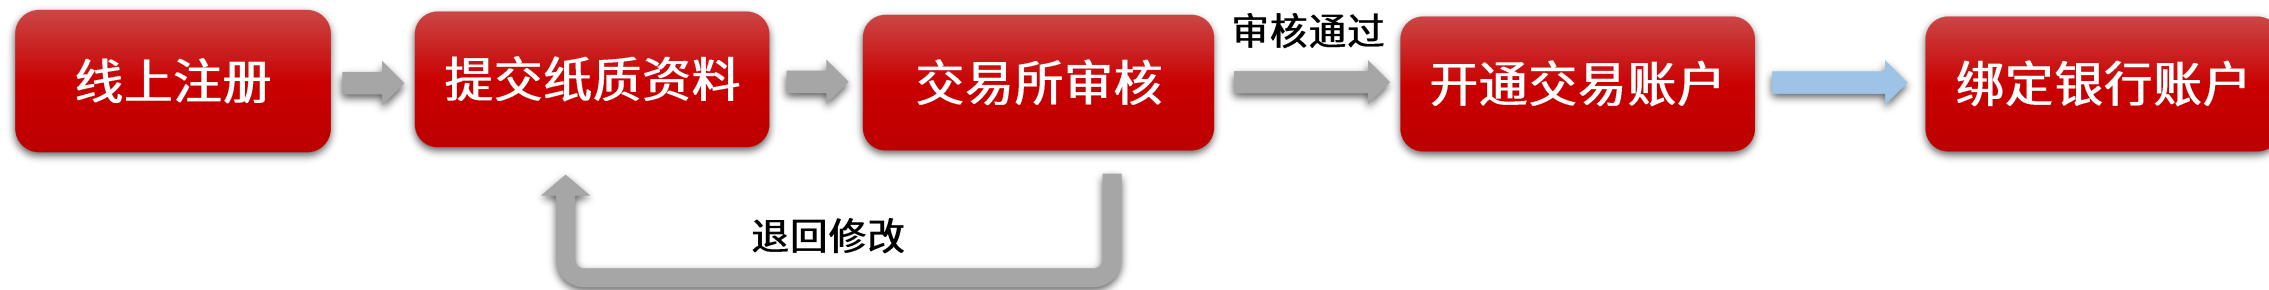 线上注册
提交纸质资料
交易所审核
审核通过
开通交易账户
绑定银行账户
退回修改